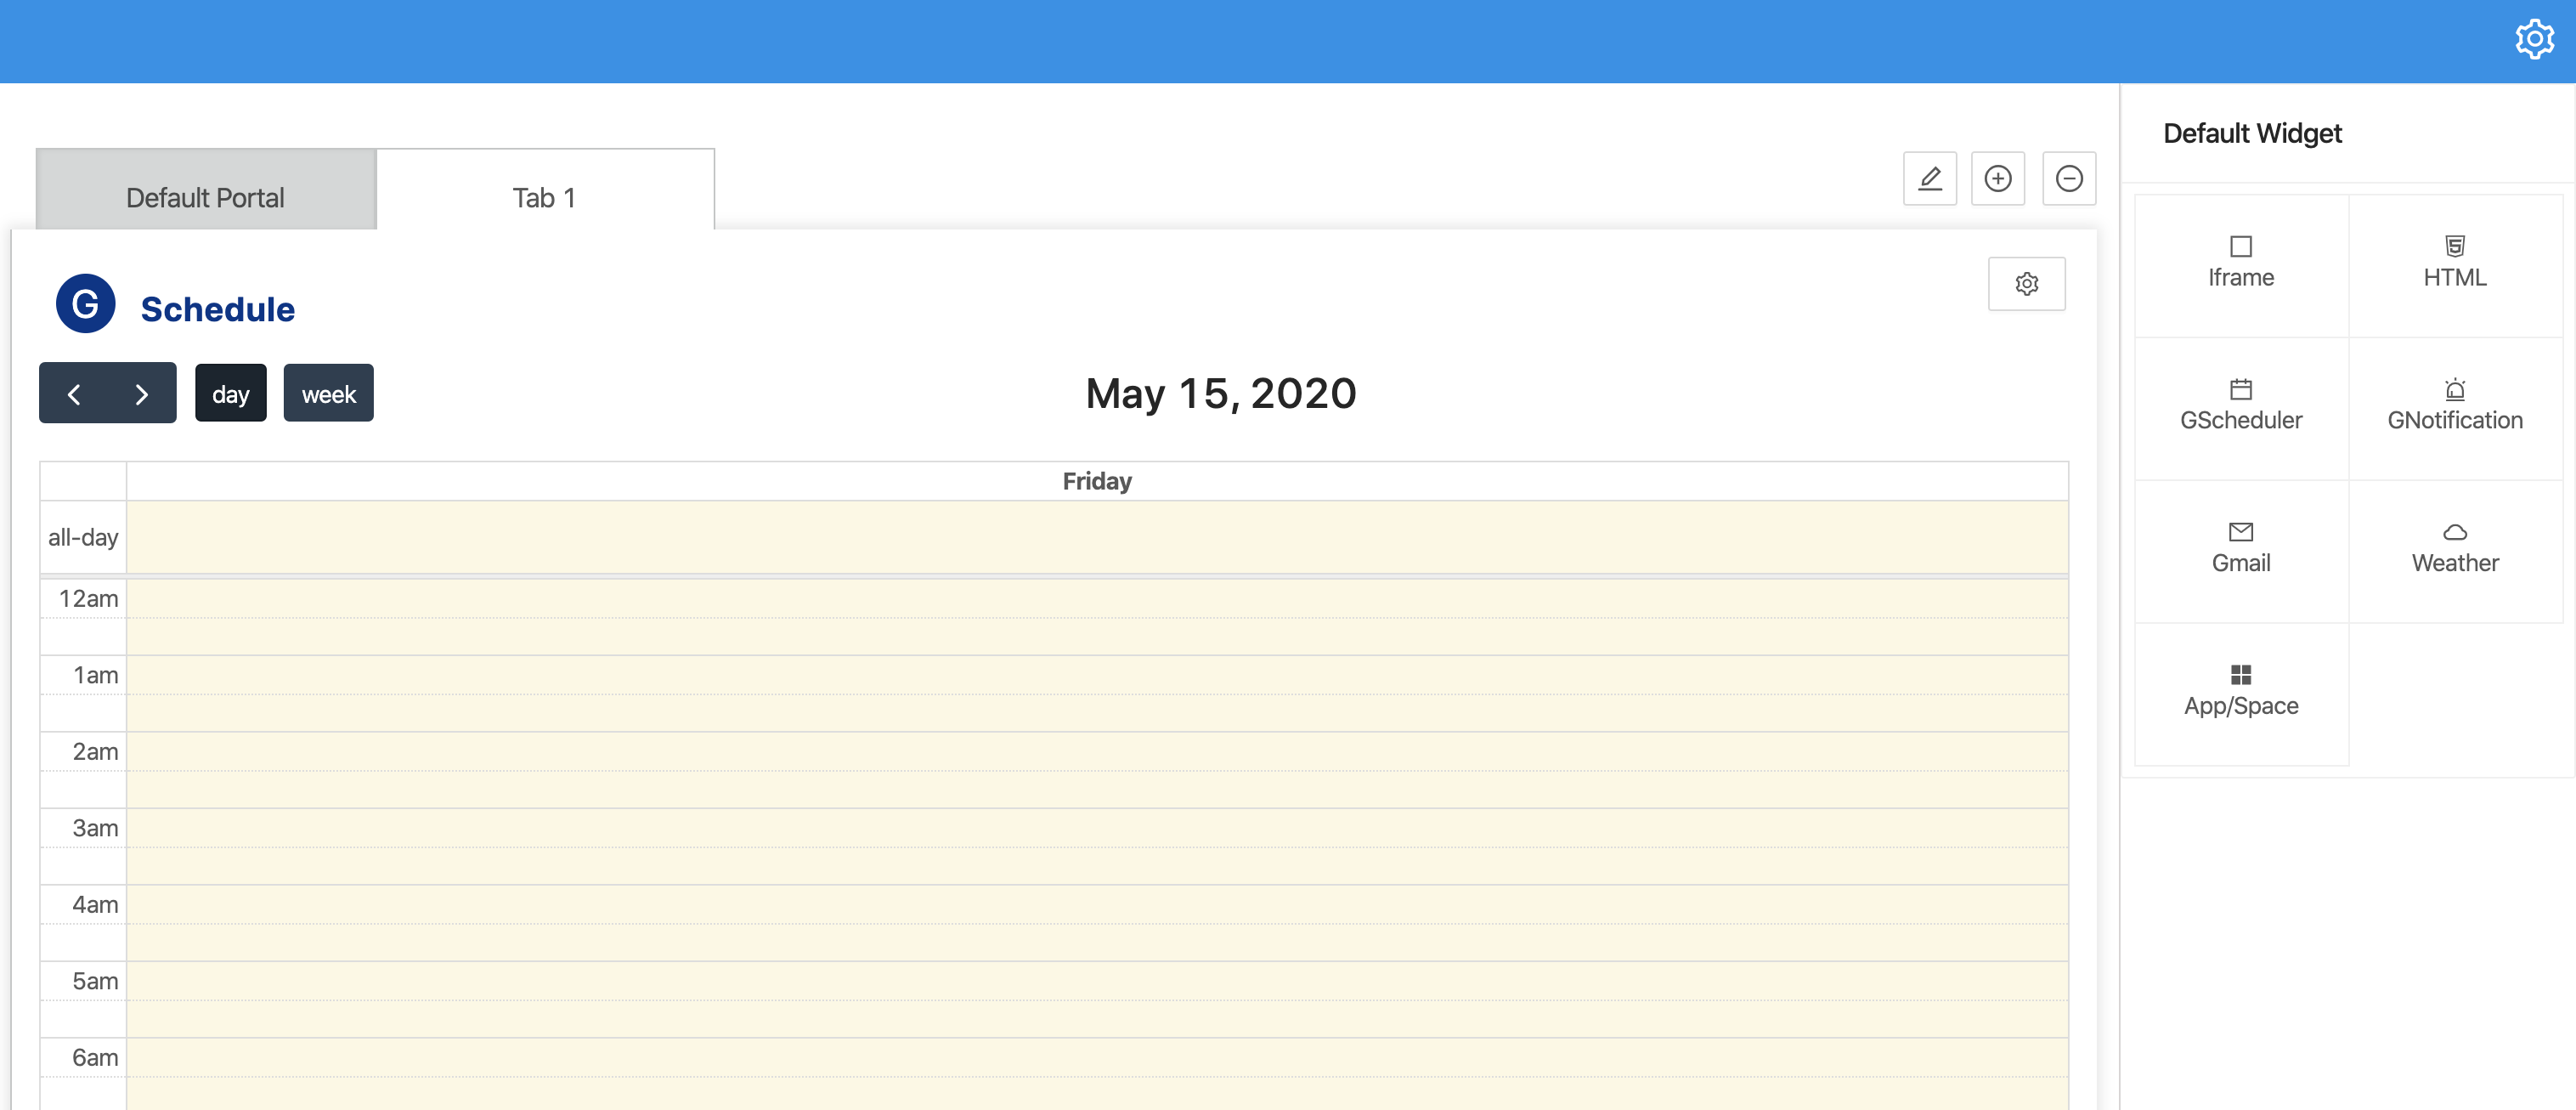 Default Portal
Tab 1
G Schedule
day
week
May 15, 2020
Friday
all-day
12am
1am
2am
3am
4am
5am
6am
Default Widget
Iframe
HTML
GScheduler
GNotification
Gmail
Weather
App/Space